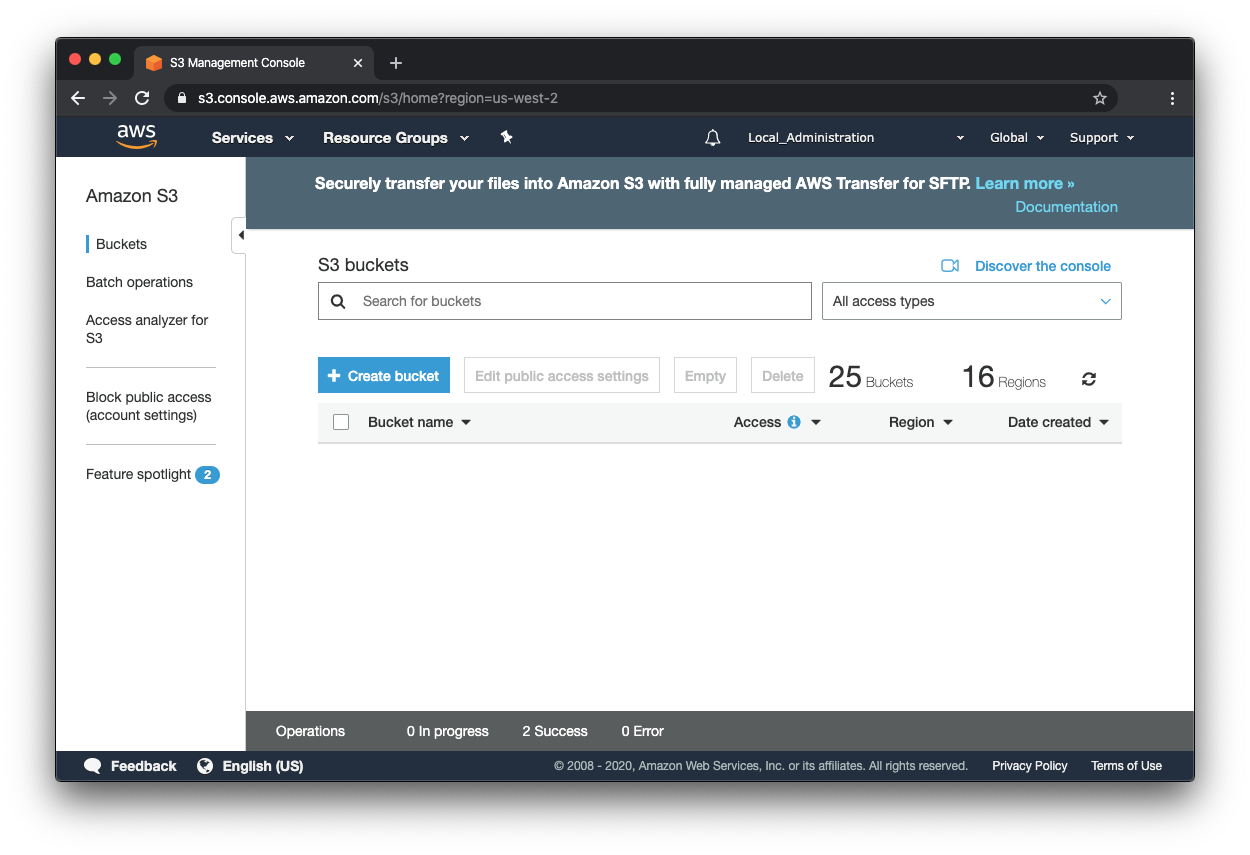 S3 Management Console
s3.console.aws.amazon.com/s3/home?region=us-west-2
aws Services Resource Groups Local_Administration Global Support
Amazon S3
Buckets
Batch operations
Access analyzer for
S3
Block public access
(account settings)
Feature spotlight 2
Securely transfer your files into Amazon S3 with fully managed AWS Transfer for SFTP. Learn more »
Documentation
S3 buckets
Discover the console
Search for buckets
All access types
Create bucket Edit public access settings Empty Delete 25 Buckets 16 Regions
Bucket name Access Region Date created
Operations 0 In progress 2 Success 0 Error
Feedback English (US) © 2008 - 2020, Amazon Web Services, Inc. or its affiliates. All rights reserved. Privacy Policy Terms of Use